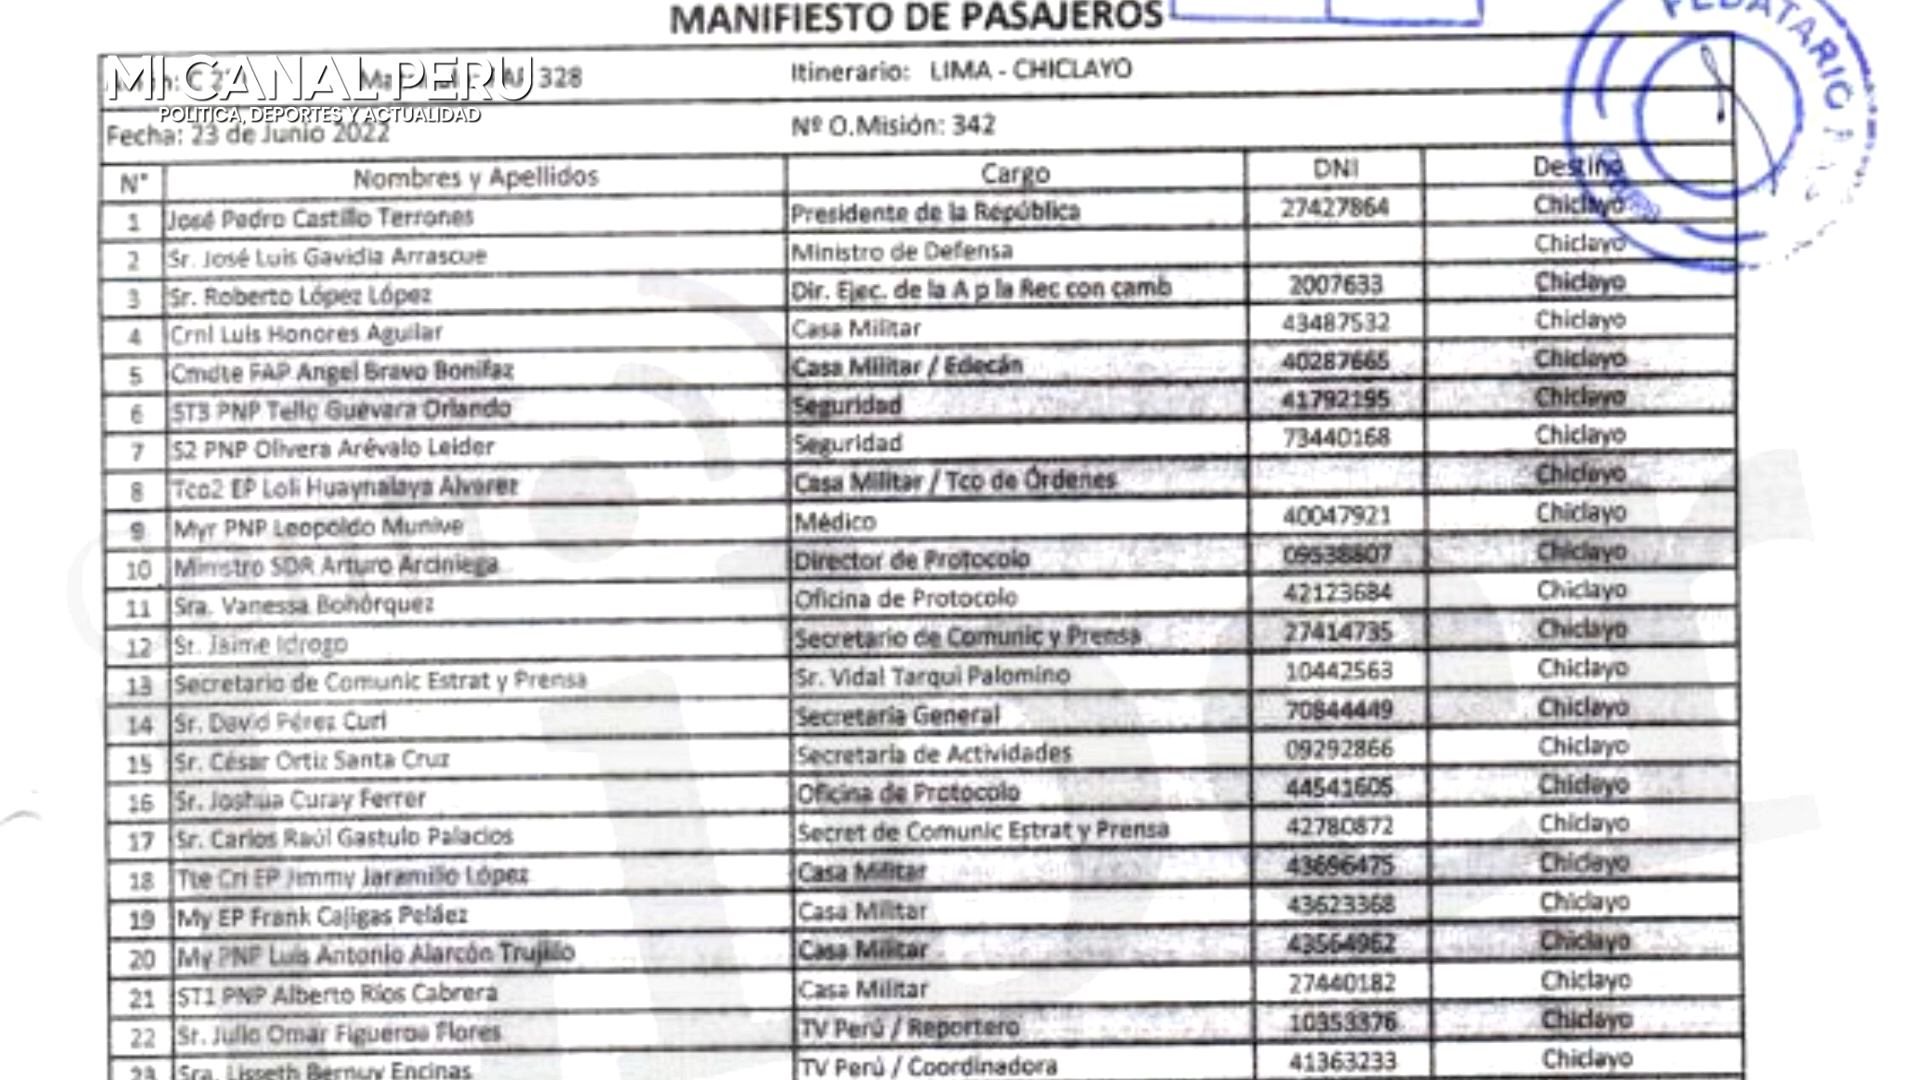 MANIFIESTO DE PASAJEROS
MI CANAL PERU
POLITICA, DEPORTES Y ACTUALIDAD
328 Itinerario: LIMA - CHICLAYO
Fecha: 23 de Junio 2022 Nº O.Misión: 342
FEDATARIO
N° Nombres y Apellidos Cargo DNI Destino
1 José Pedro Castillo Terrones Presidente de la República 27427864 Chiclayo
2 Sr. José Luis Gavidia Arrascue Ministro de Defensa Chiclayo
3 Sr. Roberto López López Dir. Ejec. de la A p la Rec con camb 2007633 Chiclayo
4 Crnl Luis Honores Aguilar Casa Militar 43487532 Chiclayo
5 Cmdte FAP Angel Bravo Bonifaz Casa Militar / Edecán 40287665 Chiclayo
6 ST3 PNP Tello Guevara Orlando Seguridad 41792195 Chiclayo
7 S2 PNP Olivera Arévalo Leider Seguridad 73440168 Chiclayo
8 Tco2 EP Loli Huaynalaya Alvarez Casa Militar / Tco de Órdenes Chiclayo
9 Myr PNP Leopoldo Munive Médico 40047921 Chiclayo
10 Ministro SDR Arturo Arciniega Director de Protocolo 09538807 Chiclayo
11 Sra. Vanessa Bohórquez Oficina de Protocolo 42123684 Chiclayo
12 Sr. Jaime Idrogo Secretario de Comunic y Prensa 27414735 Chiclayo
13 Secretario de Comunic Estrat y Prensa Sr. Vidal Tarqui Palomino 10442563 Chiclayo
14 Sr. David Pérez Curi Secretaria General 70844449 Chiclayo
15 Sr. César Ortiz Santa Cruz Secretaria de Actividades 09292866 Chiclayo
16 Sr. Joshua Curay Ferrer Oficina de Protocolo 44541605 Chiclayo
17 Sr. Carlos Raúl Gastulo Palacios Secret de Comunic Estrat y Prensa 42780872 Chiclayo
18 Tte Crl EP Jimmy Jaramillo López Casa Militar 43696475 Chiclayo
19 My EP Frank Cajigas Peláez Casa Militar 43623368 Chiclayo
20 My PNP Luis Antonio Alarcón Trujillo Casa Militar 43564962 Chiclayo
21 ST1 PNP Alberto Ríos Cabrera Casa Militar 27440182 Chiclayo
22 Sr. Julio Omar Figueroa Flores TV Perú / Reportero 10353376 Chiclayo
23 Sra. Lisseth Bernuy Encinas TV Perú / Coordinadora 41363233 Chiclayo